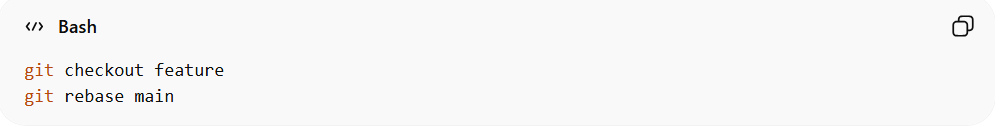 Bash
git checkout feature
git rebase main